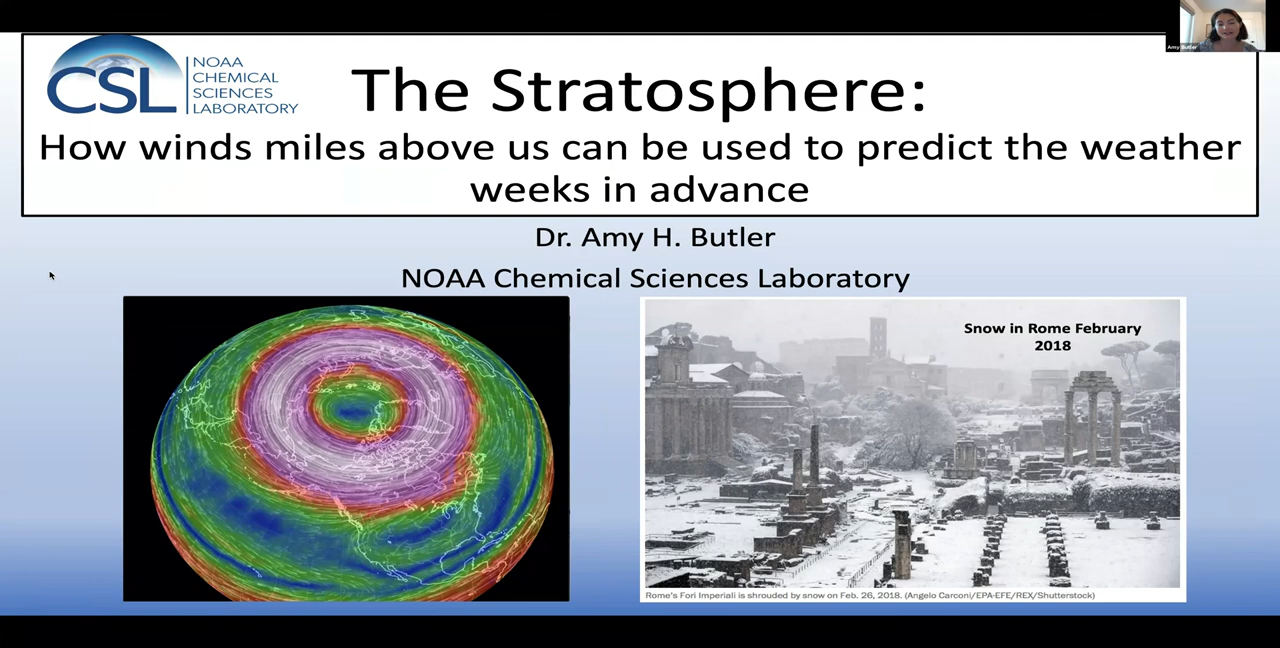 CSL
NOAA
CHEMICAL
SCIENCES
LABORATORY
The Stratosphere:
How winds miles above us can be used to predict the weather
weeks in advance
Amy Butler
Dr. Amy H. Butler
NOAA Chemical Sciences Laboratory
Snow in Rome February
2018
Rome's Fori Imperiali is shrouded by snow on Feb. 26, 2018. (Angelo Carconi/EPA-EFE/REX/Shutterstock)